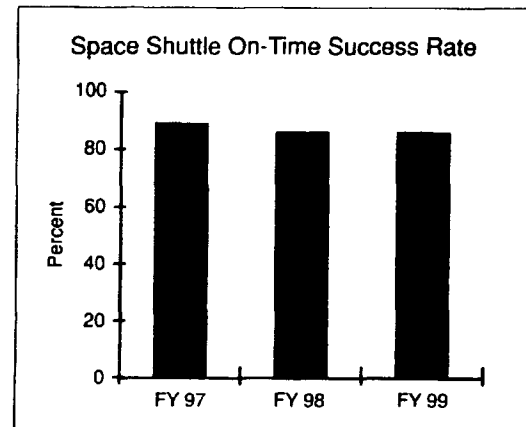 Space Shuttle On-Time Success Rate
100
80
60
40
20
0
Percent
FY 97
FY 98
FY 99